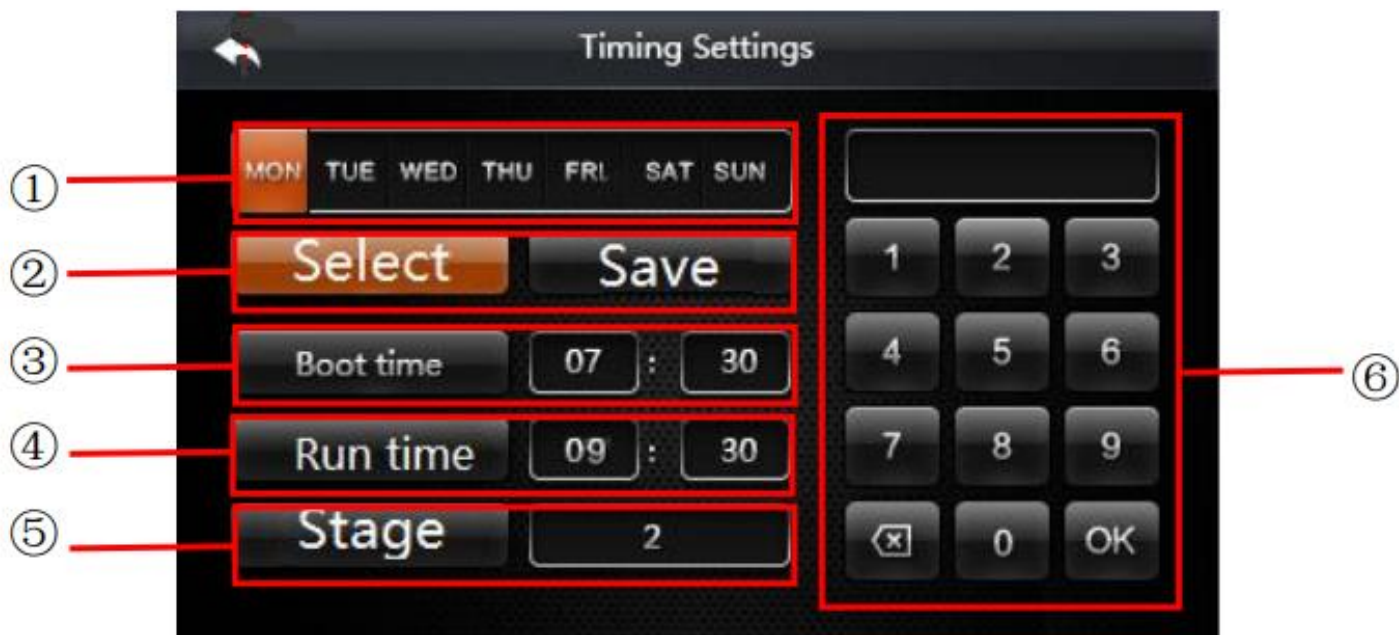 Timing Settings
① MON TUE WED THU FRI. SAT SUN
② Select Save
③ Boot time 07 : 30
④ Run time 09 : 30
⑤ Stage 2
⑥
1 2 3
4 5 6
7 8 9
0 OK